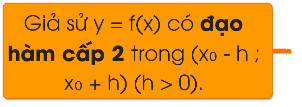 Giả sử y = f(x) có đạo
hàm cấp 2 trong (x₀ - h ;
x₀ + h) (h > 0).